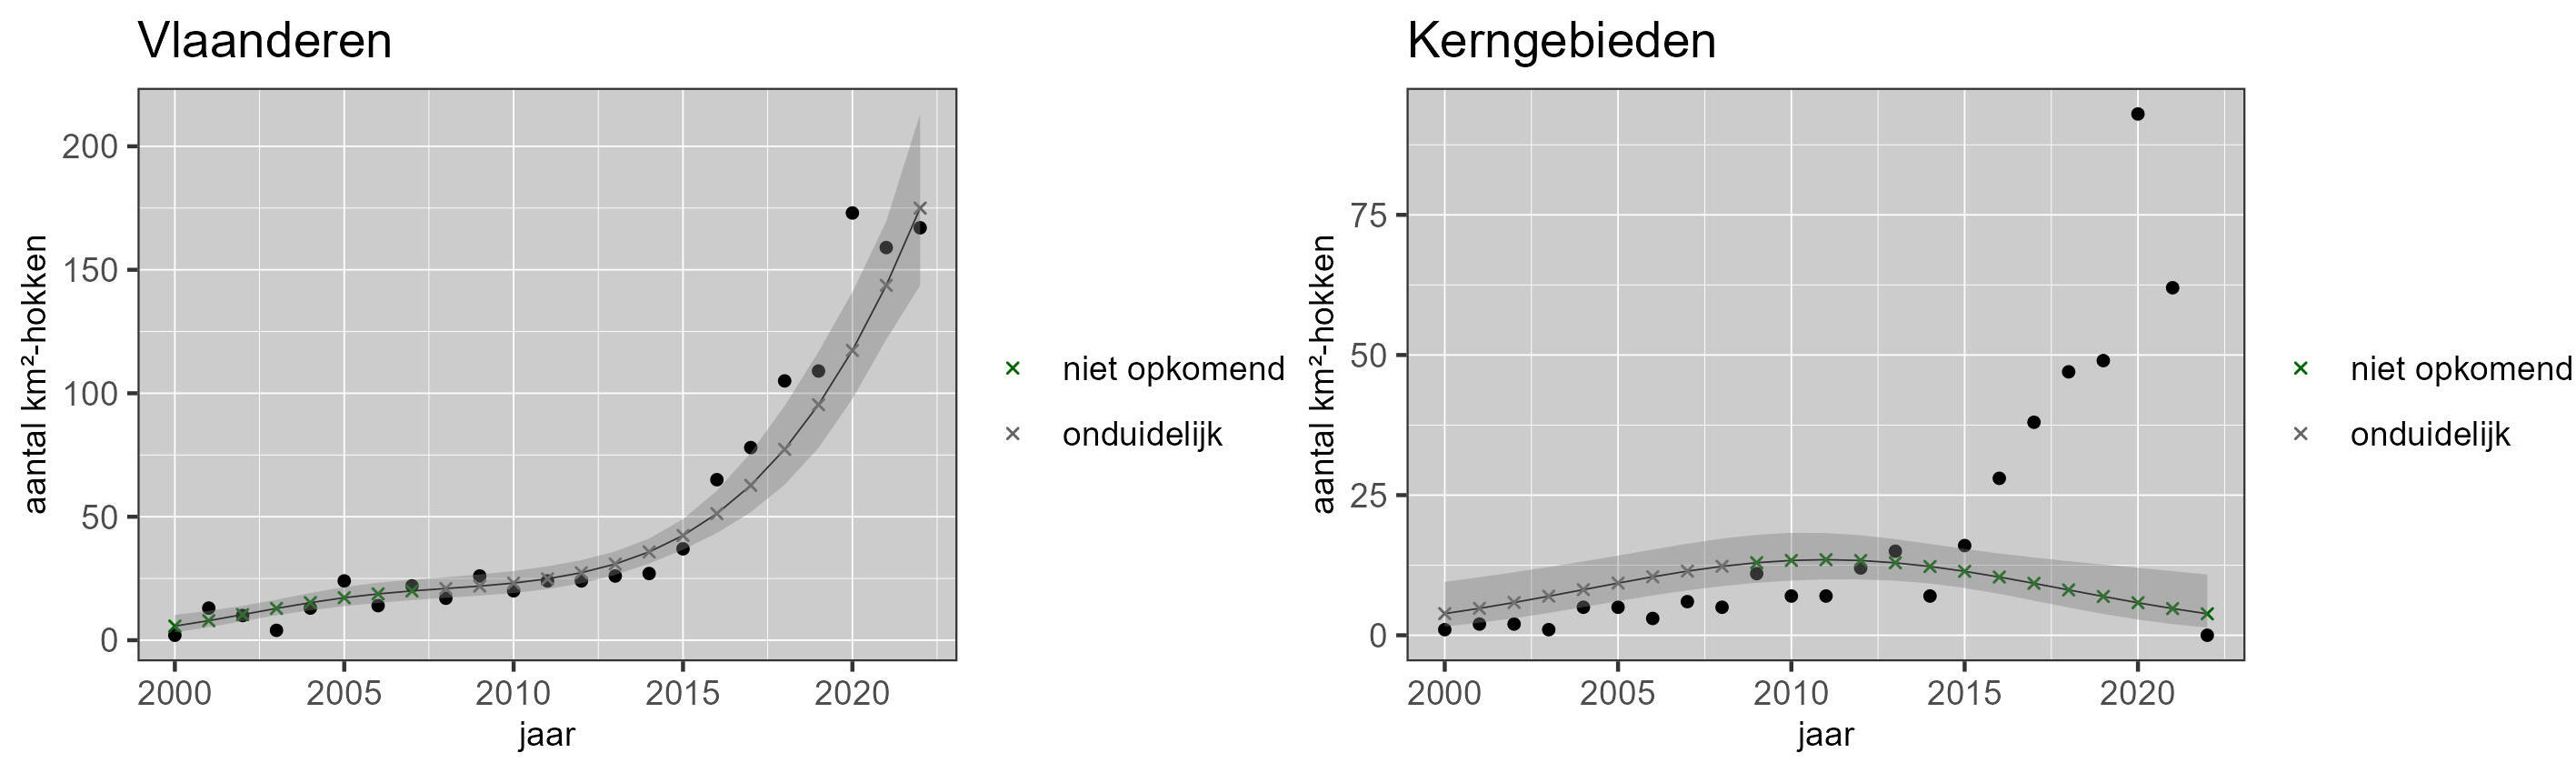 Vlaanderen
aantal km²-hokken
200
150
100
50
0
2000 2005 2010 2015 2020
jaar
niet opkomend
onduidelijk
Kerngebieden
aantal km²-hokken
75
50
25
0
2000 2005 2010 2015 2020
jaar
niet opkomend
onduidelijk